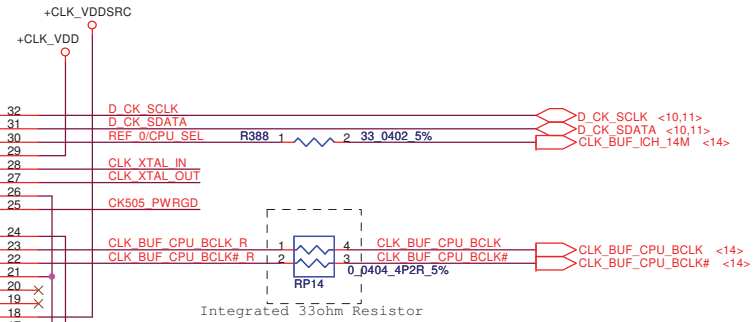 +CLK_VDDSRC
+CLK_VDD
32 D_CK_SCLK D_CK_SCLK <10,11>
31 D_CK_SDATA D_CK_SDATA <10,11>
30 REF_0/CPU_SEL R388 1 2 33_0402_5% CLK_BUF_ICH_14M <14>
29
28 CLK_XTAL_IN
27 CLK_XTAL_OUT
26
25 CK505_PWRGD
24
23 CLK_BUF_CPU_BCLK_R 1 4 CLK_BUF_CPU_BCLK CLK_BUF_CPU_BCLK <14>
22 CLK_BUF_CPU_BCLK#_R 2 3 CLK_BUF_CPU_BCLK# CLK_BUF_CPU_BCLK# <14>
21 0_0404_4P2R_5%
20 RP14
19
18 Integrated 33ohm Resistor